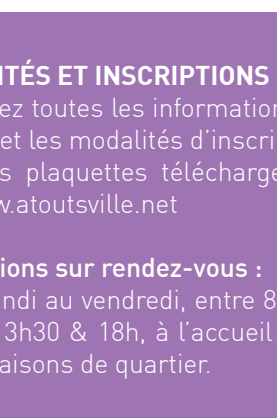 ITÉS ET INSCRIPTIONS
ez toutes les information
et les modalités d'inscri
s plaquettes télécharge
w.atoutsville.net
ions sur rendez-vous :
ndi au vendredi, entre 8
3h30 & 18h, à l'accueil
aisons de quartier.